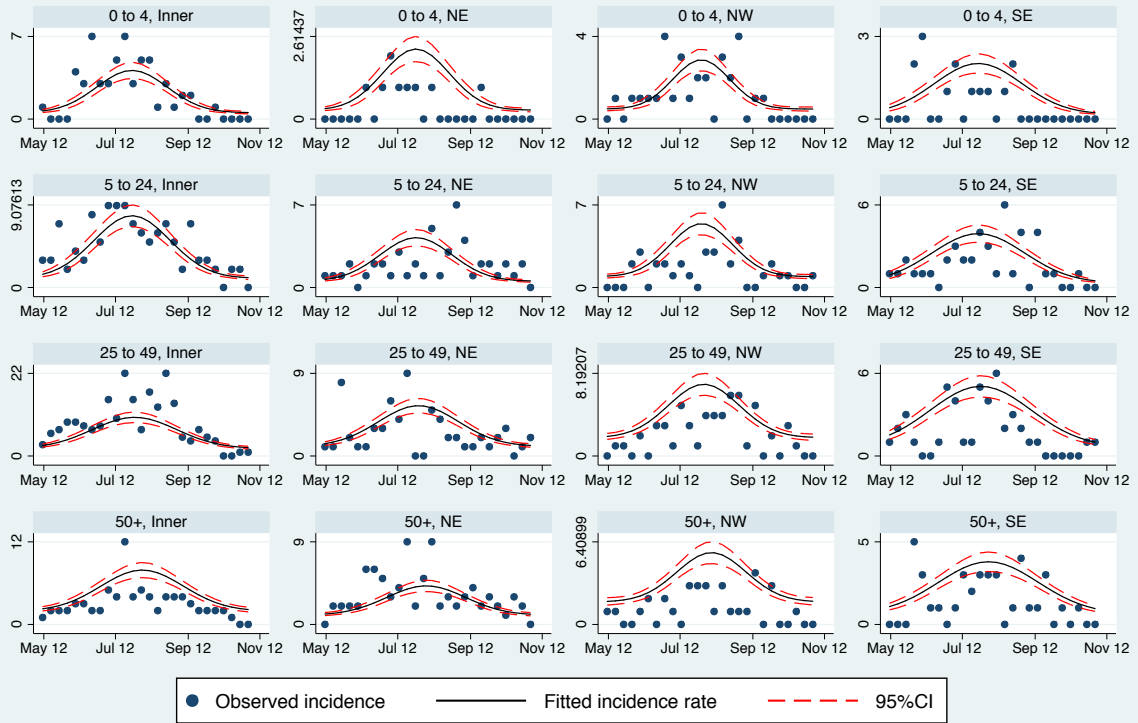 0 to 4, Inner
0 to 4, NE
0 to 4, NW
0 to 4, SE
7
0
May 12 Jul 12 Sep 12 Nov 12
2.61437
0
May 12 Jul 12 Sep 12 Nov 12
4
0
May 12 Jul 12 Sep 12 Nov 12
3
0
May 12 Jul 12 Sep 12 Nov 12
5 to 24, Inner
5 to 24, NE
5 to 24, NW
5 to 24, SE
9.07613
0
May 12 Jul 12 Sep 12 Nov 12
7
0
May 12 Jul 12 Sep 12 Nov 12
7
0
May 12 Jul 12 Sep 12 Nov 12
6
0
May 12 Jul 12 Sep 12 Nov 12
25 to 49, Inner
25 to 49, NE
25 to 49, NW
25 to 49, SE
22
0
May 12 Jul 12 Sep 12 Nov 12
9
0
May 12 Jul 12 Sep 12 Nov 12
8.19207
0
May 12 Jul 12 Sep 12 Nov 12
6
0
May 12 Jul 12 Sep 12 Nov 12
50+, Inner
50+, NE
50+, NW
50+, SE
12
0
May 12 Jul 12 Sep 12 Nov 12
9
0
May 12 Jul 12 Sep 12 Nov 12
6.40899
0
May 12 Jul 12 Sep 12 Nov 12
5
0
May 12 Jul 12 Sep 12 Nov 12
Observed incidence Fitted incidence rate 95%CI